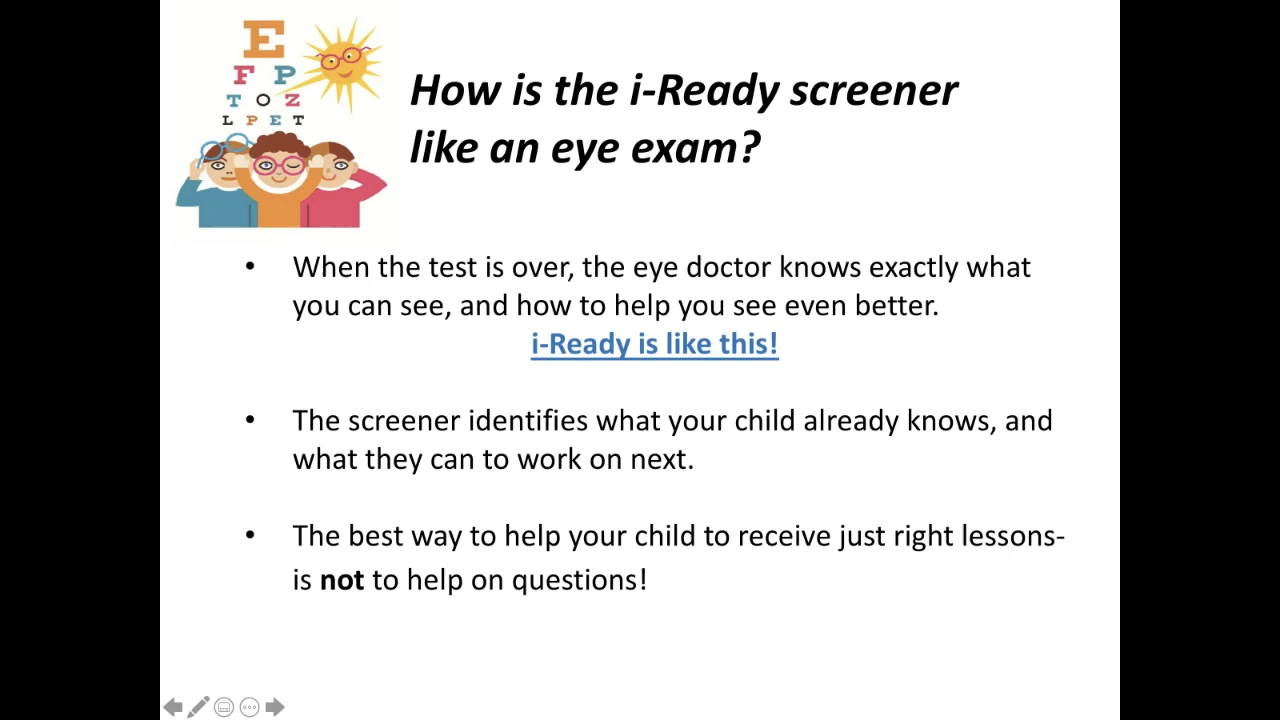 E
F P
T O Z
L P E T
How is the i-Ready screener
like an eye exam?
• When the test is over, the eye doctor knows exactly what
you can see, and how to help you see even better.
i-Ready is like this!
• The screener identifies what your child already knows, and
what they can to work on next.
• The best way to help your child to receive just right lessons-
is not to help on questions!